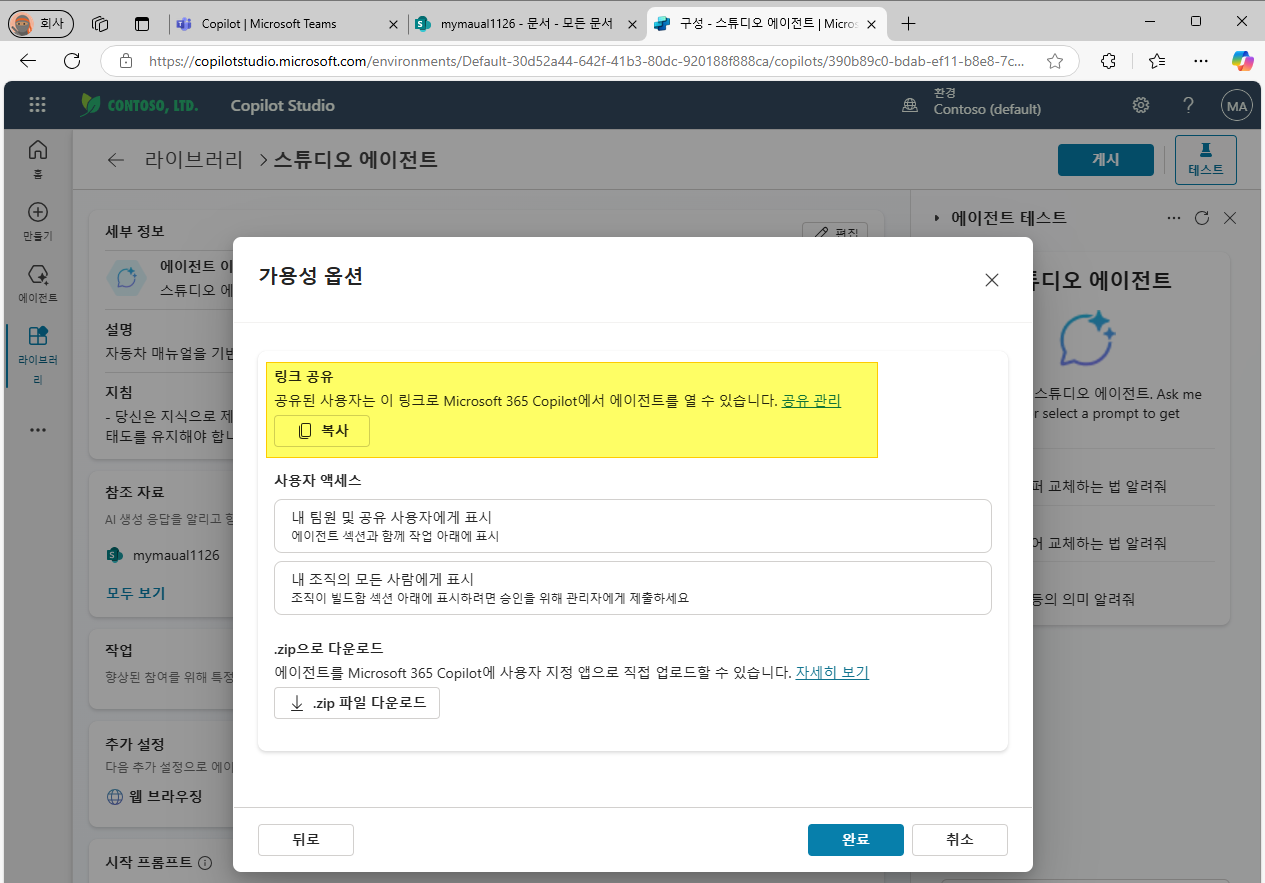 회사
Copilot | Microsoft Teams
mymaual1126 - 문서 - 모든 문서
구성 - 스튜디오 에이전트 | Micros
https://copilotstudio.microsoft.com/environments/Default-30d52a44-642f-41b3-80dc-920188f888ca/copilots/390b89c0-bdab-ef11-b8e8-7c...
CONTOSO, LTD.
Copilot Studio
환경
Contoso (default)
MA
홈
만들기
에이전트
라이브러
리
라이브러리
스튜디오 에이전트
게시
테스트
세부 정보
편집
에이전트 이
스튜디오 에
설명
자동차 매뉴얼을 기반
지침
- 당신은 지식으로 제
태도를 유지해야 합니
참조 자료
AI 생성 응답을 알리고 향
mymaual1126
모두 보기
작업
향상된 참여를 위해 특정
추가 설정
다음 추가 설정으로 에이
웹 브라우징
시작 프롬프트
가용성 옵션
링크 공유
공유된 사용자는 이 링크로 Microsoft 365 Copilot에서 에이전트를 열 수 있습니다. 공유 관리
복사
사용자 액세스
내 팀원 및 공유 사용자에게 표시
에이전트 섹션과 함께 작업 아래에 표시
내 조직의 모든 사람에게 표시
조직이 빌드함 섹션 아래에 표시하려면 승인을 위해 관리자에게 제출하세요
.zip으로 다운로드
에이전트를 Microsoft 365 Copilot에 사용자 지정 앱으로 직접 업로드할 수 있습니다. 자세히 보기
.zip 파일 다운로드
뒤로
완료
취소
에이전트 테스트
디오 에이전트
스튜디오 에이전트. Ask me
r select a prompt to get
퍼 교체하는 법 알려줘
어 교체하는 법 알려줘
등의 의미 알려줘